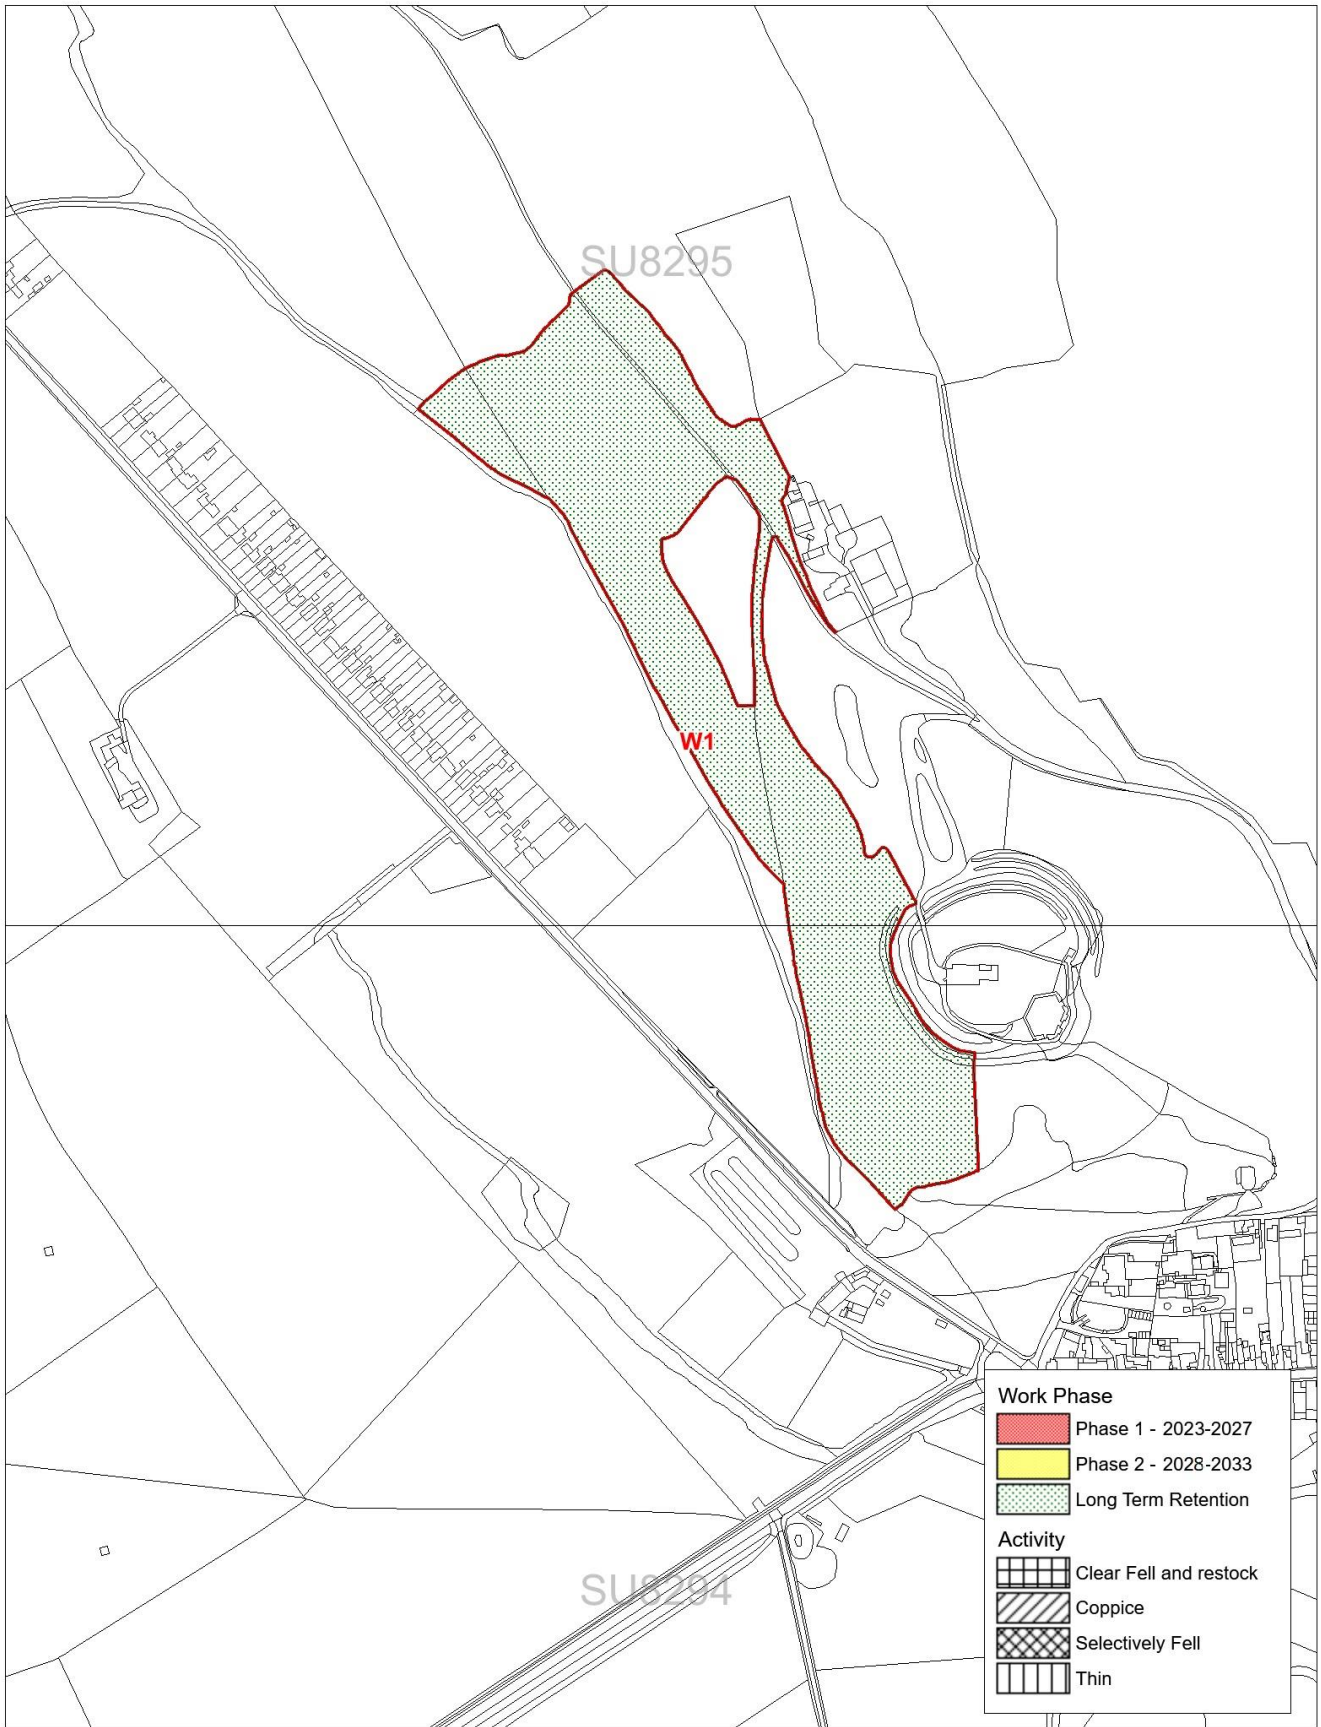 SU8295
W1
SU8294
Work Phase
Phase 1 - 2023-2027
Phase 2 - 2028-2033
Long Term Retention
Activity
Clear Fell and restock
Coppice
Selectively Fell
Thin